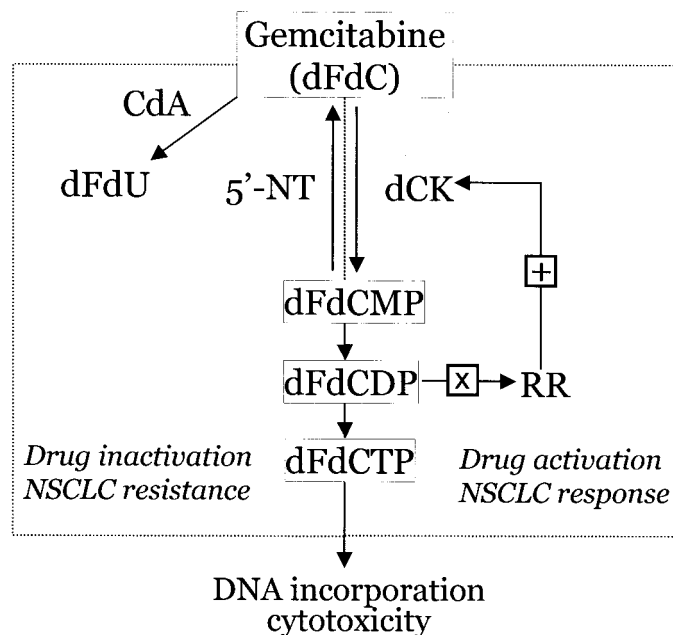 Gemcitabine
(dFdC)
CdA
dFdU
5’-NT
dCK
+
dFdCMP
dFdCDP
x
RR
dFdCTP
Drug inactivation
NSCLC resistance
Drug activation
NSCLC response
DNA incorporation
cytotoxicity